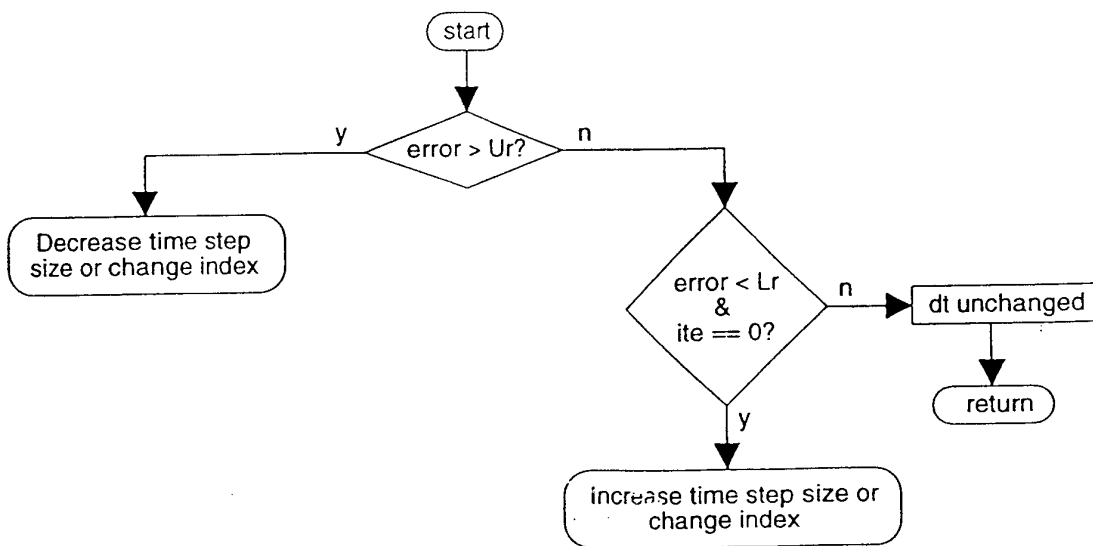 start
y
error > Ur?
n
Decrease time step
size or change index
error < Lr
&
ite == 0?
n
dt unchanged
return
y
Increase time step size or
change index